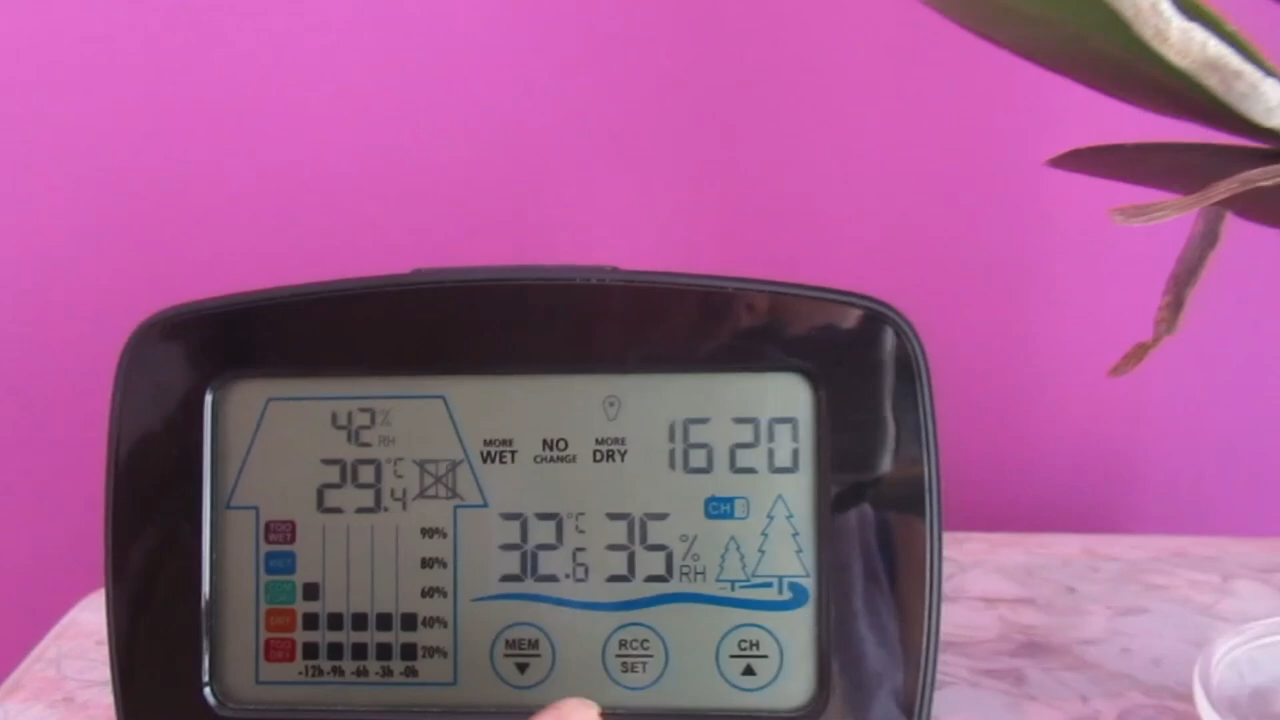 42% RH
29.4°C
MORE WET
NO CHANGE
MORE DRY
16 20
CH
32.6°C 35% RH
TOO WET 90%
WET 80%
60%
DRY 40%
TOO DRY 20%
-12h -9h -6h -3h -0h
MEM
RCC SET
CH